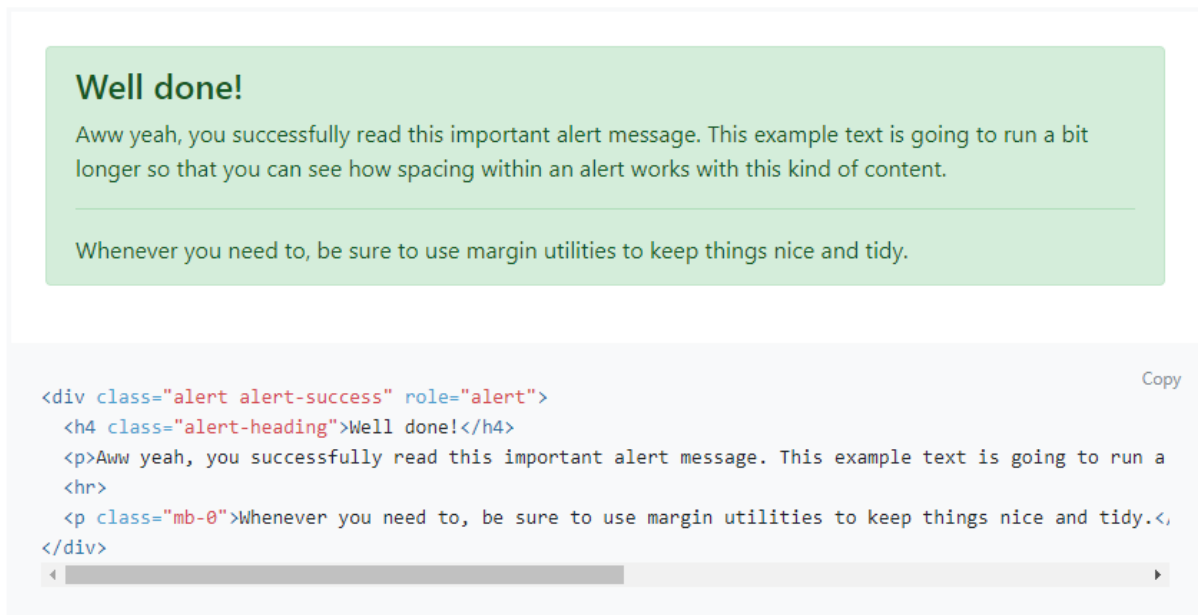 Well done!
Aww yeah, you successfully read this important alert message. This example text is going to run a bit
longer so that you can see how spacing within an alert works with this kind of content.
Whenever you need to, be sure to use margin utilities to keep things nice and tidy.
Copy
<div class="alert alert-success" role="alert">
  <h4 class="alert-heading">Well done!</h4>
  <p>Aww yeah, you successfully read this important alert message. This example text is going to run a
  <hr>
  <p class="mb-0">Whenever you need to, be sure to use margin utilities to keep things nice and tidy.</
</div>